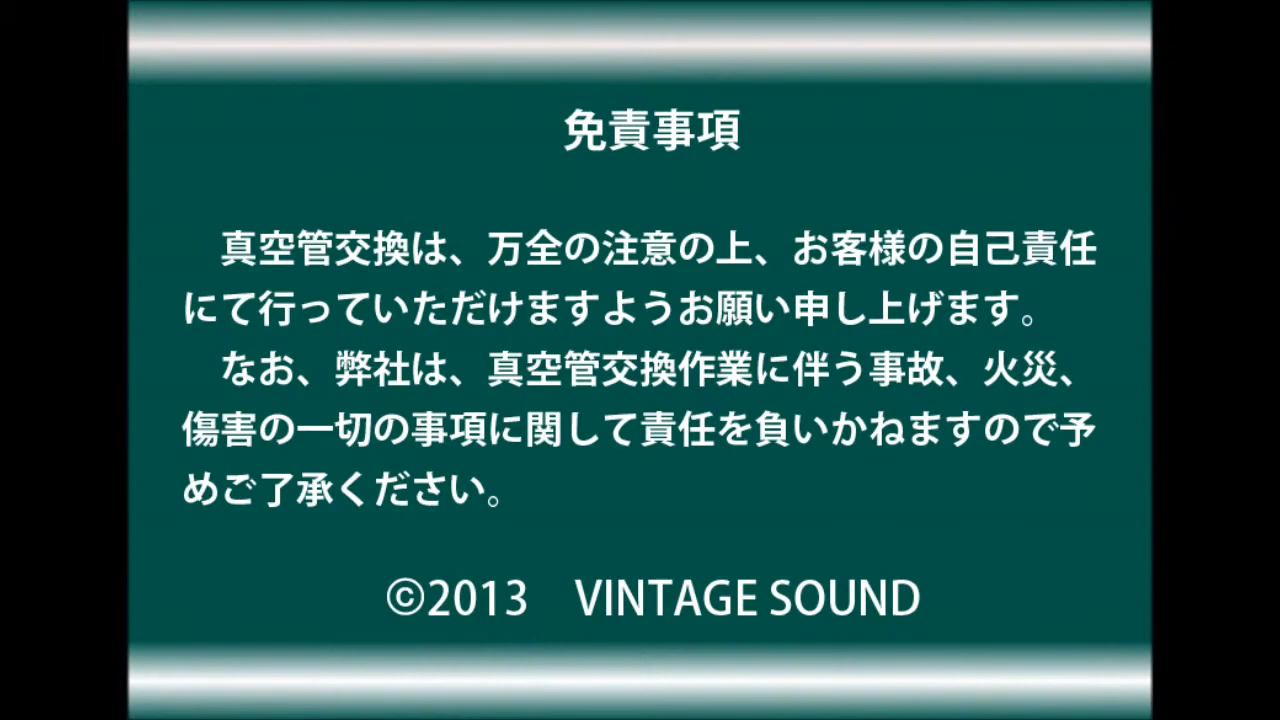 免責事項
　真空管交換は、万全の注意の上、お客様の自己責任
にて行っていただけますようお願い申し上げます。
　なお、弊社は、真空管交換作業に伴う事故、火災、
傷害の一切の事項に関して責任を負いかねますので予
めご了承ください。
©2013　VINTAGE SOUND